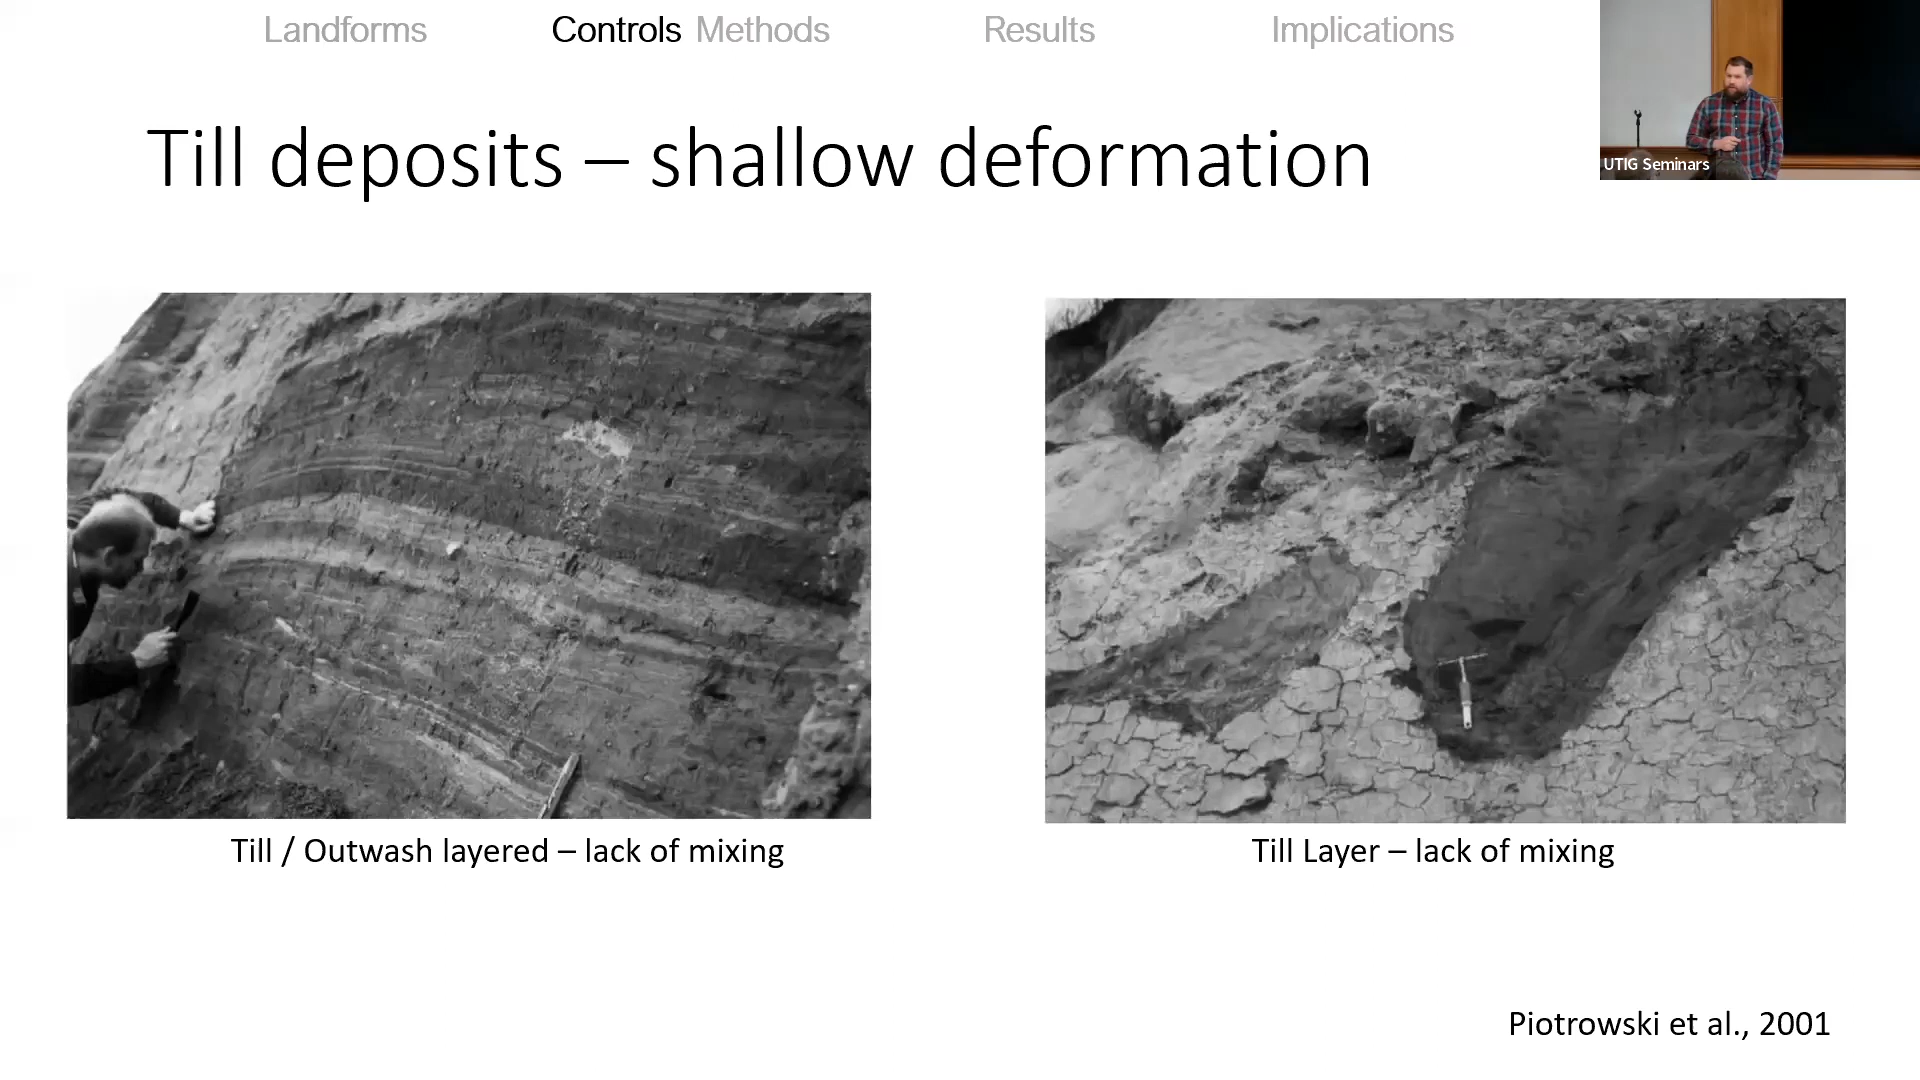 Landforms Controls Methods Results Implications
UTIG Seminars
Till deposits – shallow deformation
Till / Outwash layered – lack of mixing
Till Layer – lack of mixing
Piotrowski et al., 2001